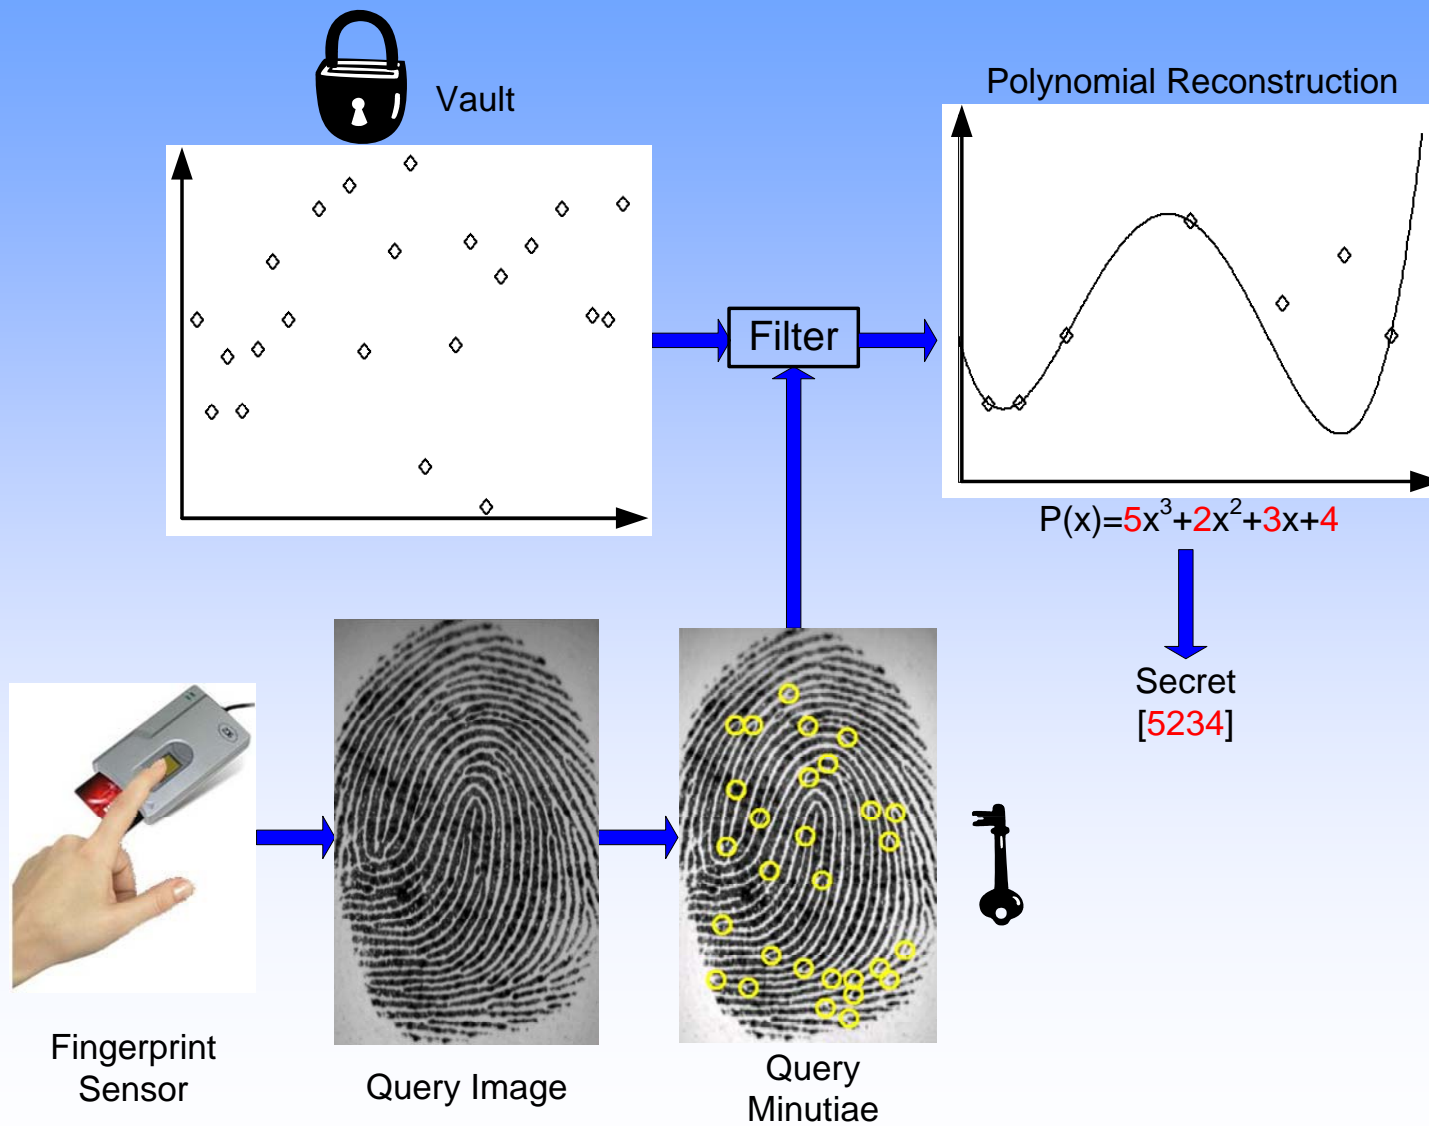 Vault
Polynomial Reconstruction
Filter
P(x)=5x³+2x²+3x+4
Secret
[5234]
Fingerprint
Sensor
Query Image
Query
Minutiae